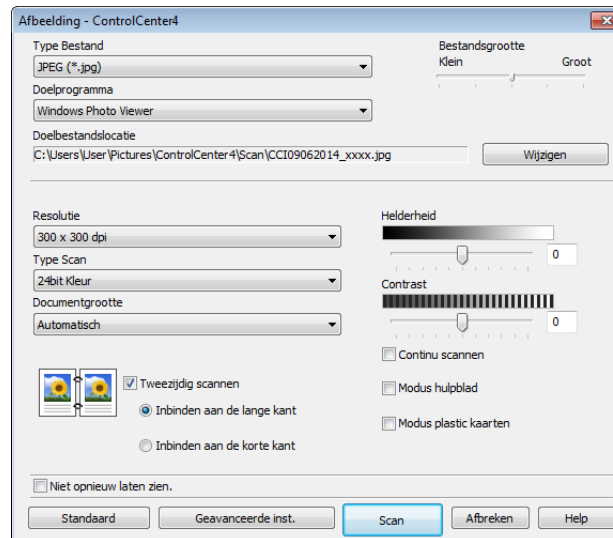 Afbeelding - ControlCenter4
Type Bestand
JPEG (*.jpg)
Bestandsgrootte
Klein Groot
Doelprogramma
Windows Photo Viewer
Doelbestandslocatie
C:\Users\User\Pictures\ControlCenter4\Scan\CCI09062014_xxxx.jpg
Wijzigen
Resolutie
300 x 300 dpi
Type Scan
24bit Kleur
Documentgrootte
Automatisch
Helderheid
0
Contrast
0
Continu scannen
Modus hulpblad
Modus plastic kaarten
Tweezijdig scannen
Inbinden aan de lange kant
Inbinden aan de korte kant
Niet opnieuw laten zien.
Standaard Geavanceerde inst. Scan Afbreken Help